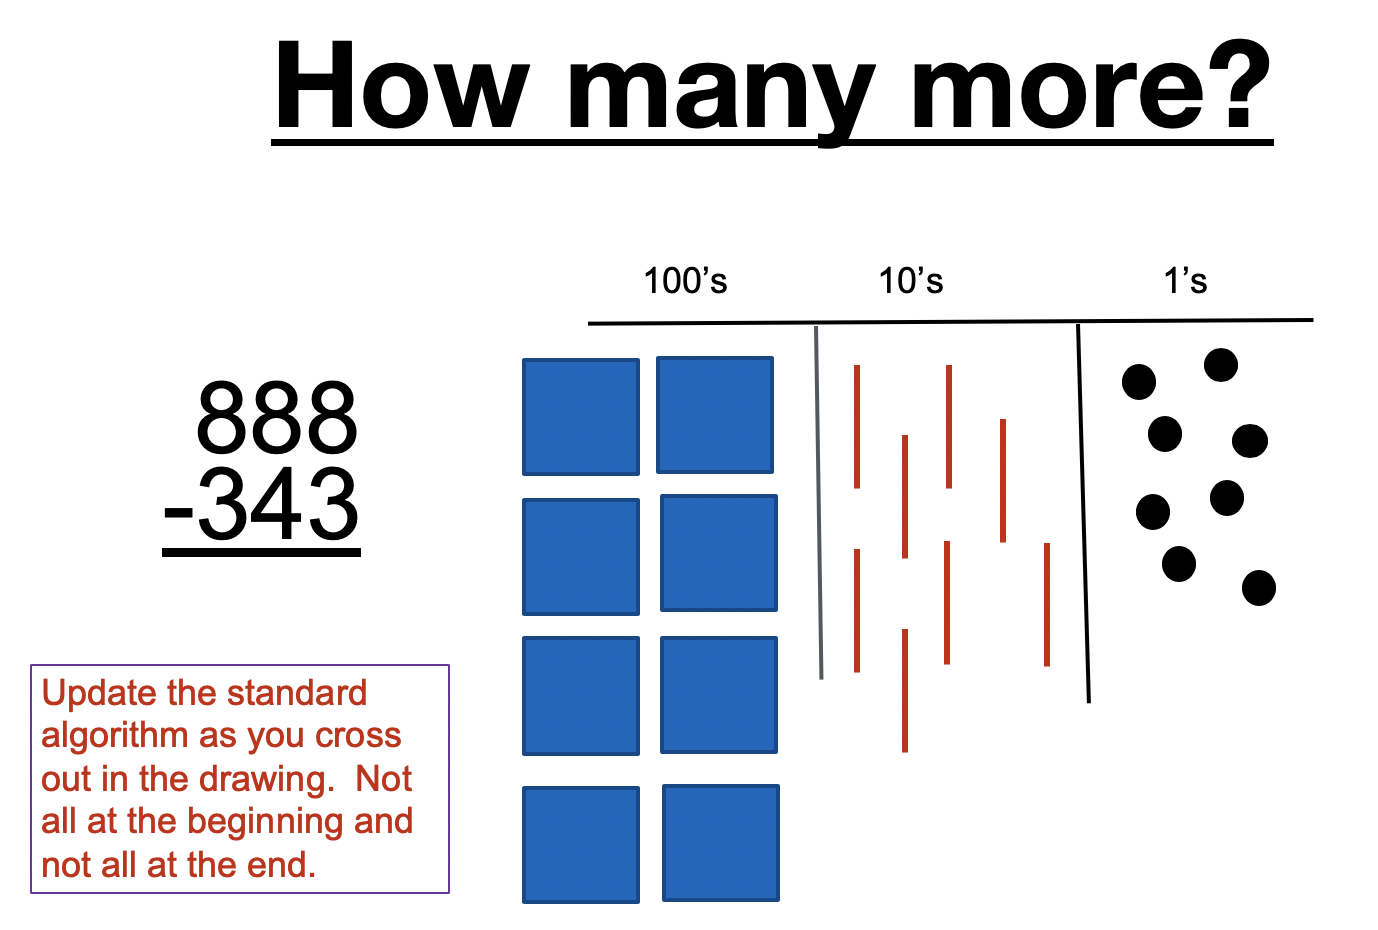 How many more?
100’s 10’s 1’s
888
-343
Update the standard
algorithm as you cross
out in the drawing.  Not
all at the beginning and
not all at the end.